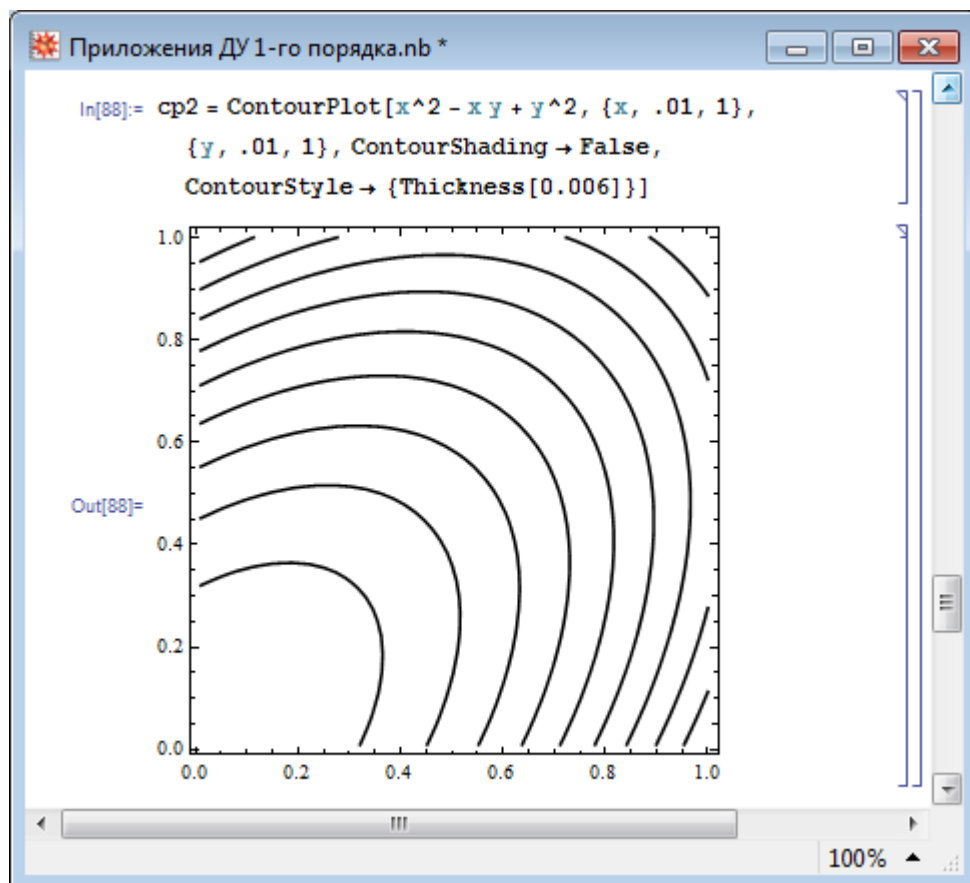 Приложения ДУ 1-го порядка.nb *
In[88]:= cp2 = ContourPlot[x^2 - x y + y^2, {x, .01, 1},
{y, .01, 1}, ContourShading → False,
ContourStyle → {Thickness[0.006]}]
Out[88]=
1.0
0.8
0.6
0.4
0.2
0.0
0.0 0.2 0.4 0.6 0.8 1.0
100%